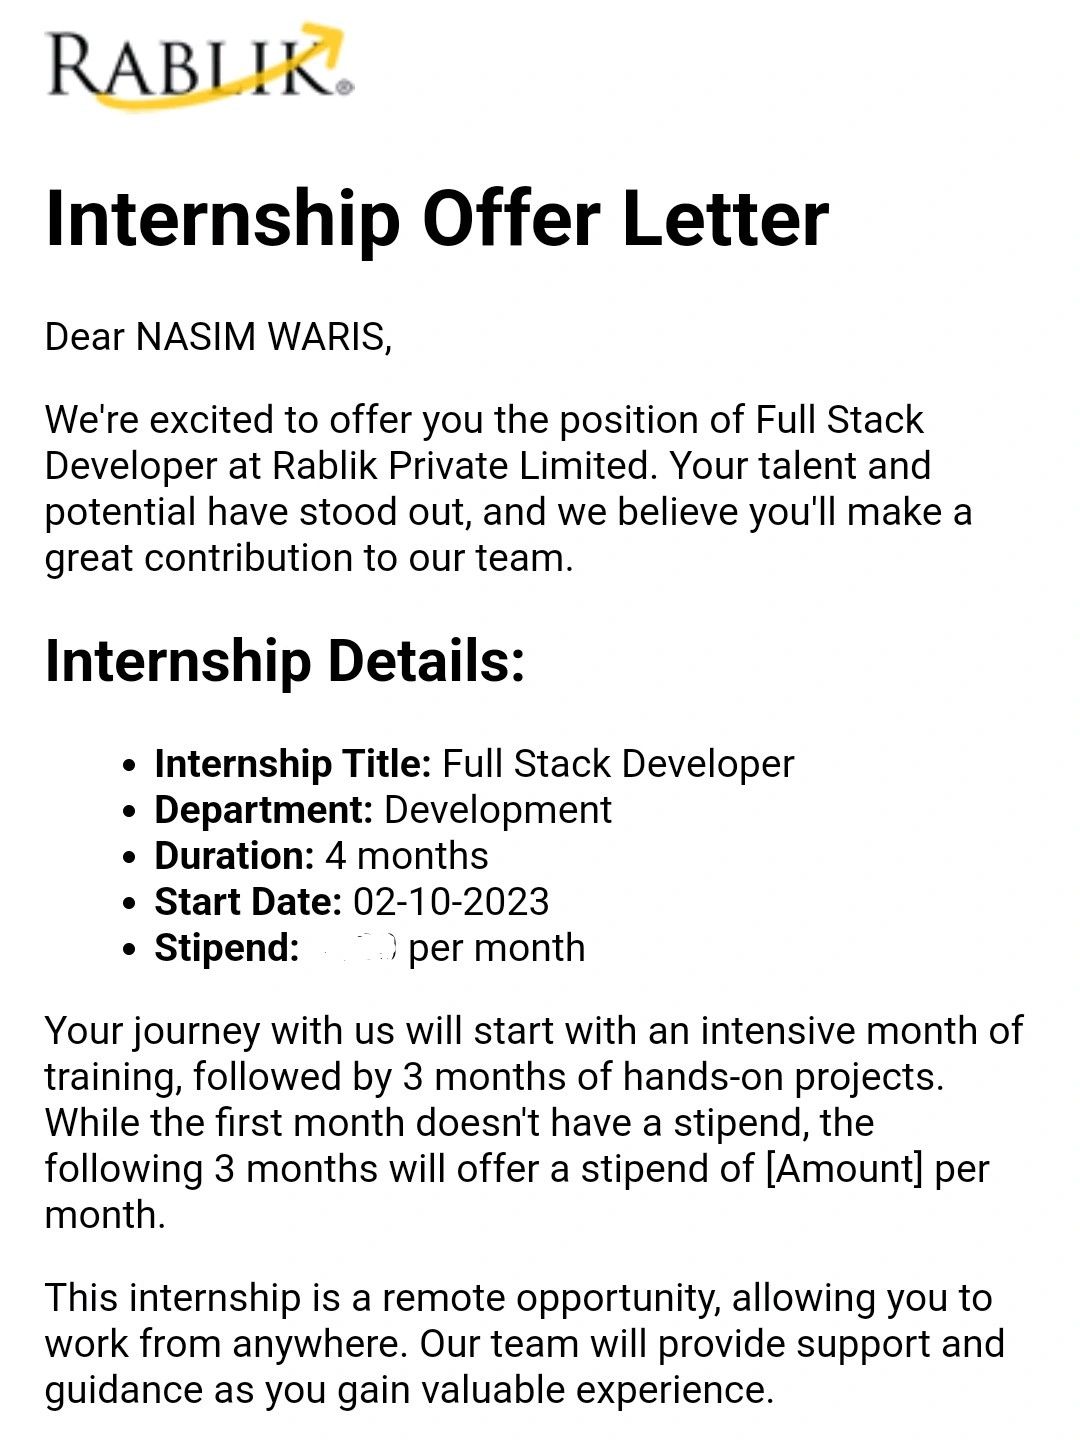 RABLIK®
Internship Offer Letter
Dear NASIM WARIS,
We're excited to offer you the position of Full Stack
Developer at Rablik Private Limited. Your talent and
potential have stood out, and we believe you'll make a
great contribution to our team.
Internship Details:
• Internship Title: Full Stack Developer
• Department: Development
• Duration: 4 months
• Start Date: 02-10-2023
• Stipend: per month
Your journey with us will start with an intensive month of
training, followed by 3 months of hands-on projects.
While the first month doesn't have a stipend, the
following 3 months will offer a stipend of [Amount] per
month.
This internship is a remote opportunity, allowing you to
work from anywhere. Our team will provide support and
guidance as you gain valuable experience.